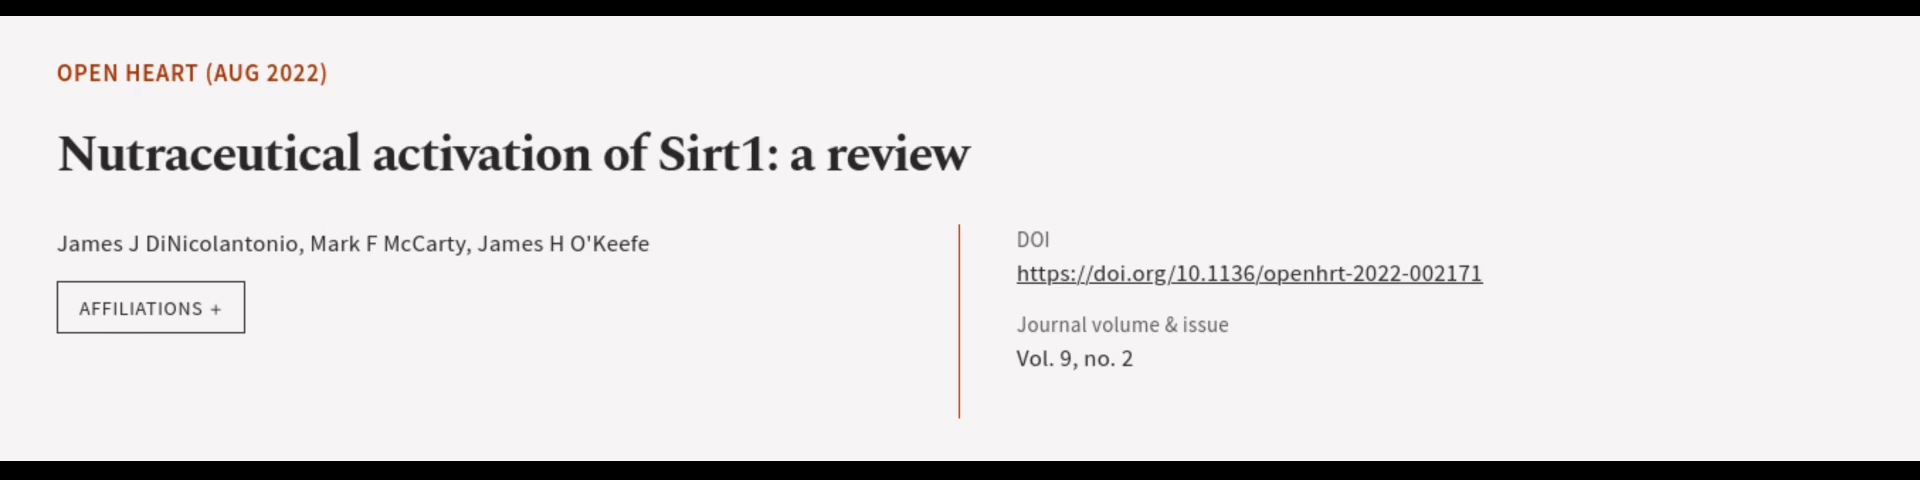 OPEN HEART (AUG 2022)
Nutraceutical activation of Sirt1: a review
James J DiNicolantonio, Mark F McCarty, James H O'Keefe
AFFILIATIONS +
DOI
https://doi.org/10.1136/openhrt-2022-002171
Journal volume & issue
Vol. 9, no. 2